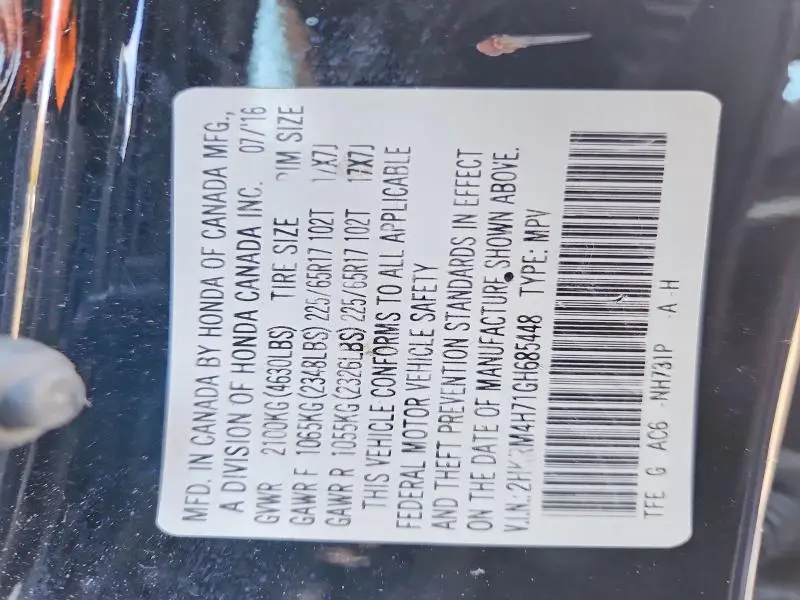 MFD. IN CANADA BY HONDA OF CANADA MFG.,
A DIVISION OF HONDA CANADA INC. 07/'16
GVWR 2100KG (4630LBS) TIRE SIZE RIM SIZE
GAWR F 1065KG (2348LBS) 225/65R17 102T 17X7J
GAWR R 1055KG (2326LBS) 225/65R17 102T 17X7J
THIS VEHICLE CONFORMS TO ALL APPLICABLE
FEDERAL MOTOR VEHICLE SAFETY
AND THEFT PREVENTION STANDARDS IN EFFECT
ON THE DATE OF MANUFACTURE SHOWN ABOVE.
V.I.N.: TYPE: MPV
TFE G AC6 -NH731P A-H